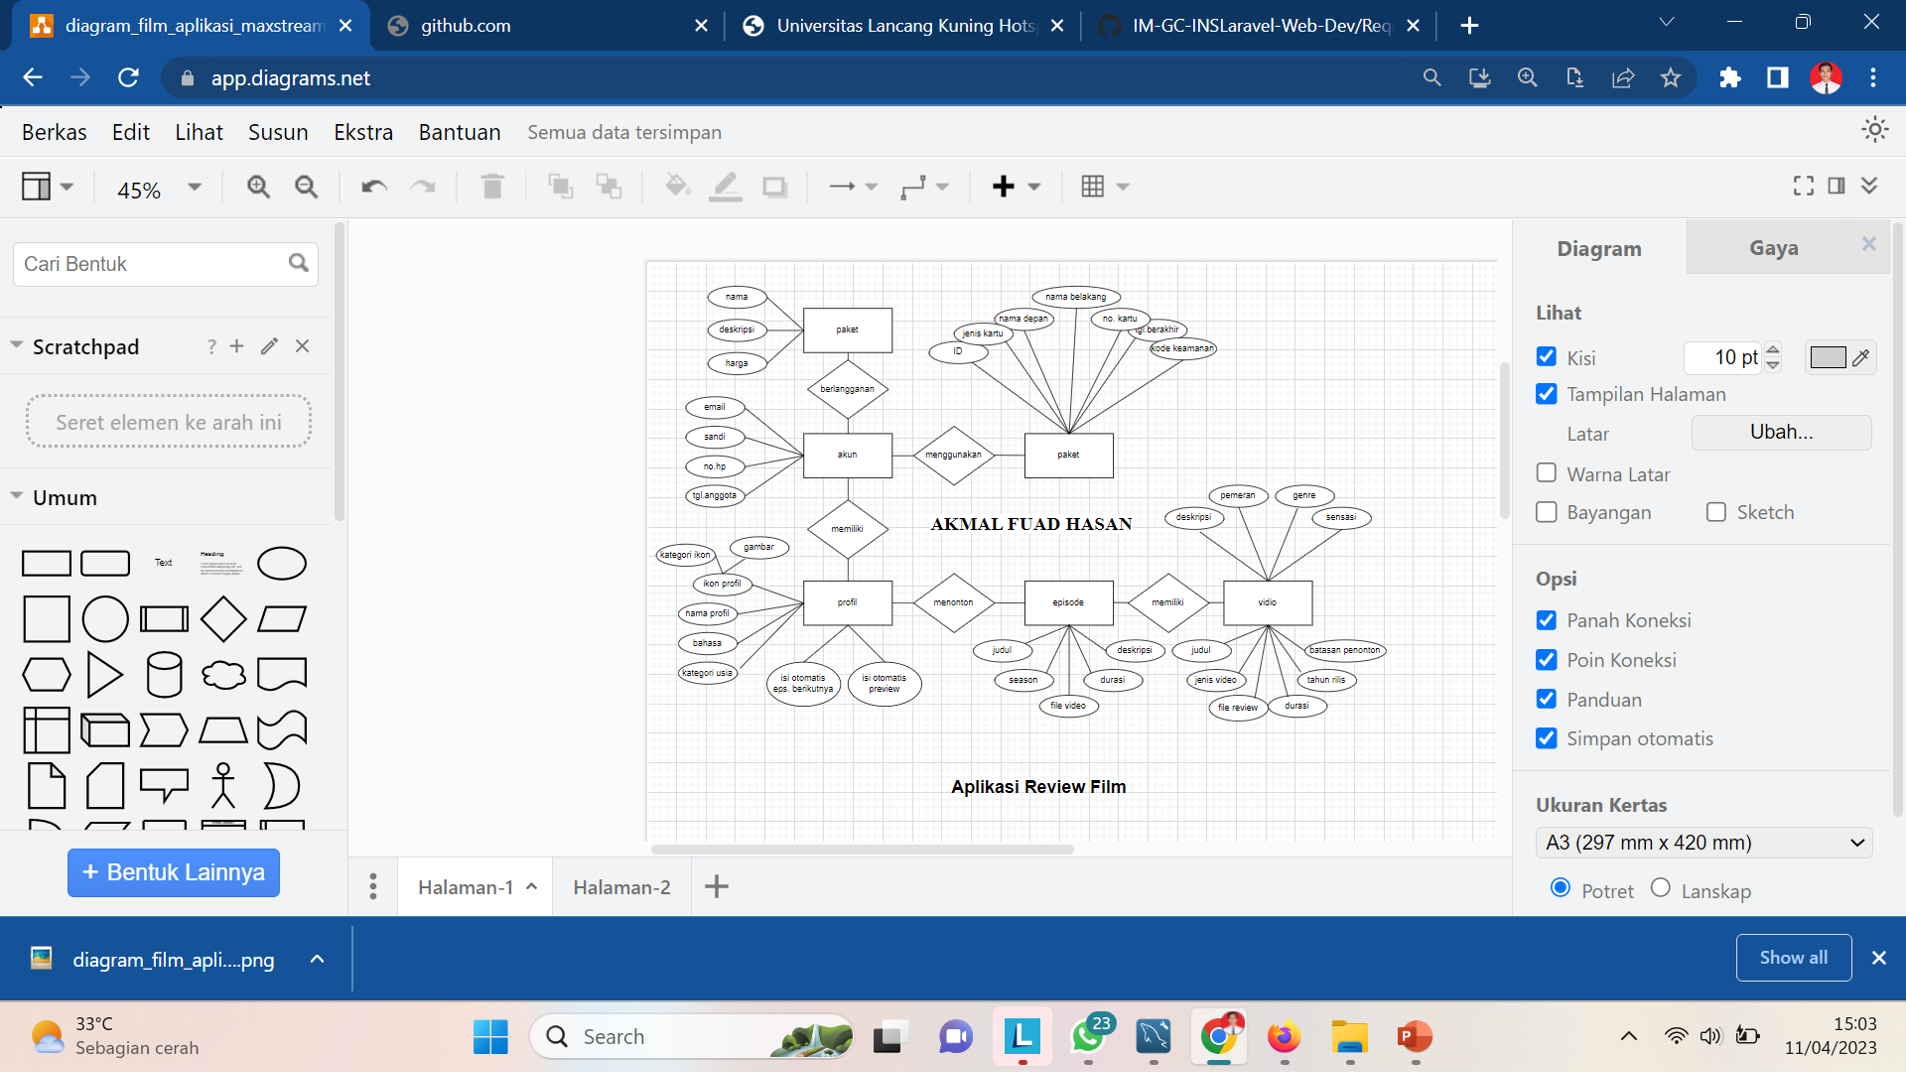 diagram_film_aplikasi_maxstream
github.com
Universitas Lancang Kuning Hots
IM-GC-INSLaravel-Web-Dev/Req
app.diagrams.net
Berkas Edit Lihat Susun Ekstra Bantuan Semua data tersimpan
45%
Cari Bentuk
Scratchpad
?
Seret elemen ke arah ini
Umum
Text
Heading
+ Bentuk Lainnya
nama
deskripsi
harga
paket
berlangganan
nama belakang
nama depan
no. kartu
jenis kartu
tgl.berakhir
ID
kode keamanan
email
sandi
no.hp
tgl.anggota
akun
menggunakan
paket
memiliki
AKMAL FUAD HASAN
pemeran
genre
deskripsi
sensasi
kategori ikon
gambar
ikon profil
nama profil
bahasa
kategori usia
profil
menonton
episode
memiliki
vidio
isi otomatis
eps. berikutnya
isi otomatis
preview
judul
deskripsi
season
durasi
file video
judul
batasan penonton
jenis video
tahun rilis
file review
durasi
Aplikasi Review Film
Halaman-1
Halaman-2
Diagram
Gaya
Lihat
Kisi
10 pt
Tampilan Halaman
Latar
Ubah...
Warna Latar
Bayangan
Sketch
Opsi
Panah Koneksi
Poin Koneksi
Panduan
Simpan otomatis
Ukuran Kertas
A3 (297 mm x 420 mm)
Potret
Lanskap
diagram_film_apli....png
Show all
33°C
Sebagian cerah
Search
L
23
P
15:03
11/04/2023